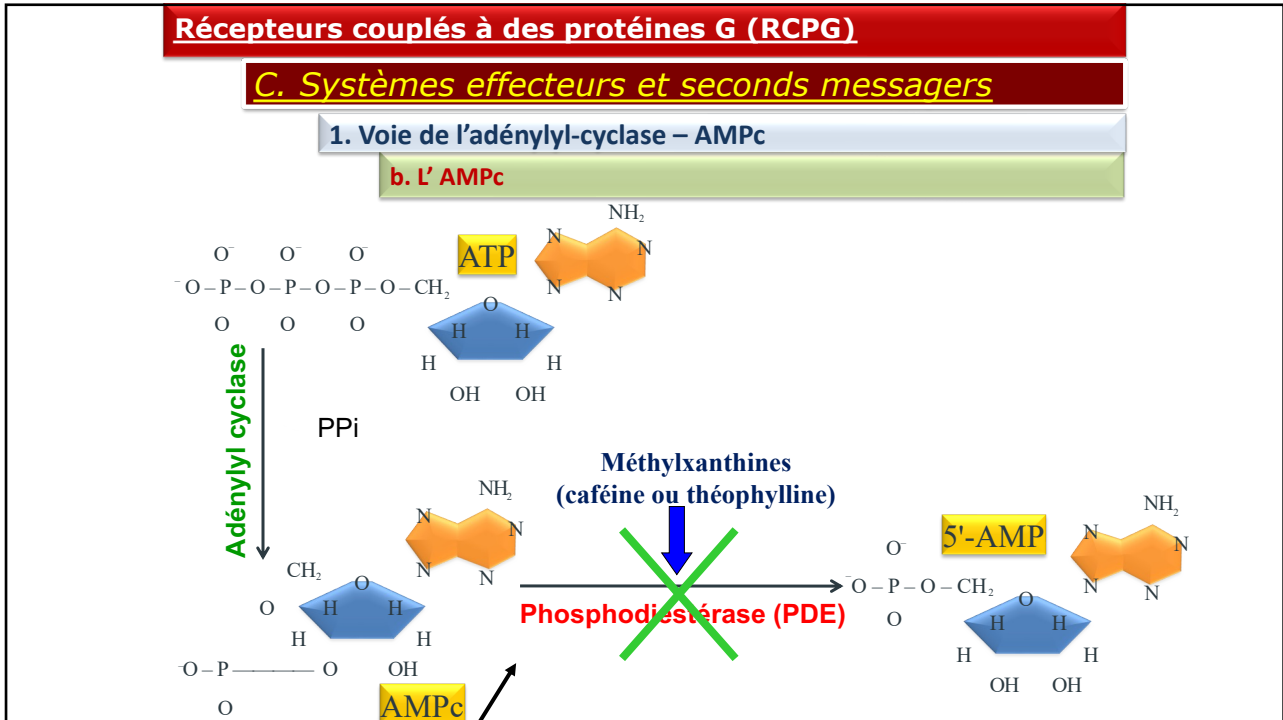 Récepteurs couplés à des protéines G (RCPG)
C. Systèmes effecteurs et seconds messagers
1. Voie de l'adénylyl-cyclase – AMPc
b. L' AMPc
NH₂
O⁻ O⁻ O⁻
ATP
N N
⁻O – P – O – P – O – P – O – CH₂
N N
O O O
O
H H
H H
OH OH
Adénylyl cyclase
PPi
Méthylxanthines
(caféine ou théophylline)
NH₂
N N
N N
CH₂
O
O
H H
H H
⁻O – P ——— O OH
O
AMPc
Phosphodiestérase (PDE)
NH₂
O⁻
5'-AMP
N N
⁻O – P – O – CH₂
N N
O
O
H H
H H
OH OH